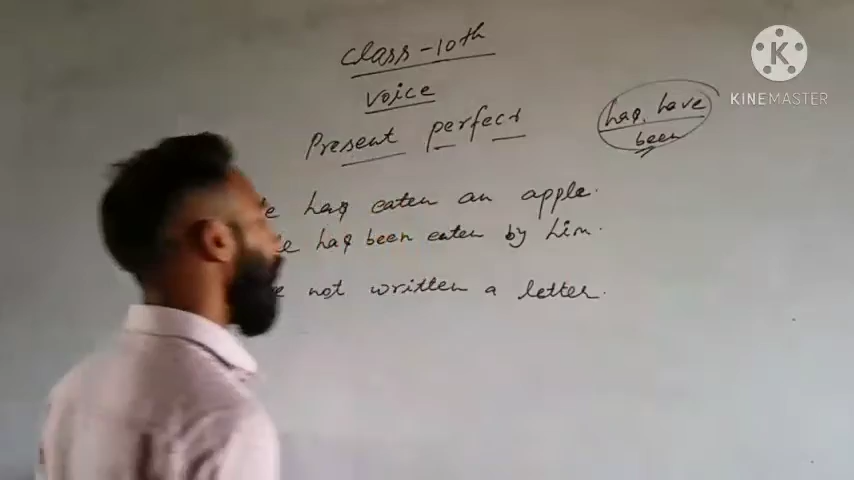 class-10th
voice
Present perfect
has, have
been
has eaten an apple.
has been eaten by him.
not written a letter.
K
KINEMASTER